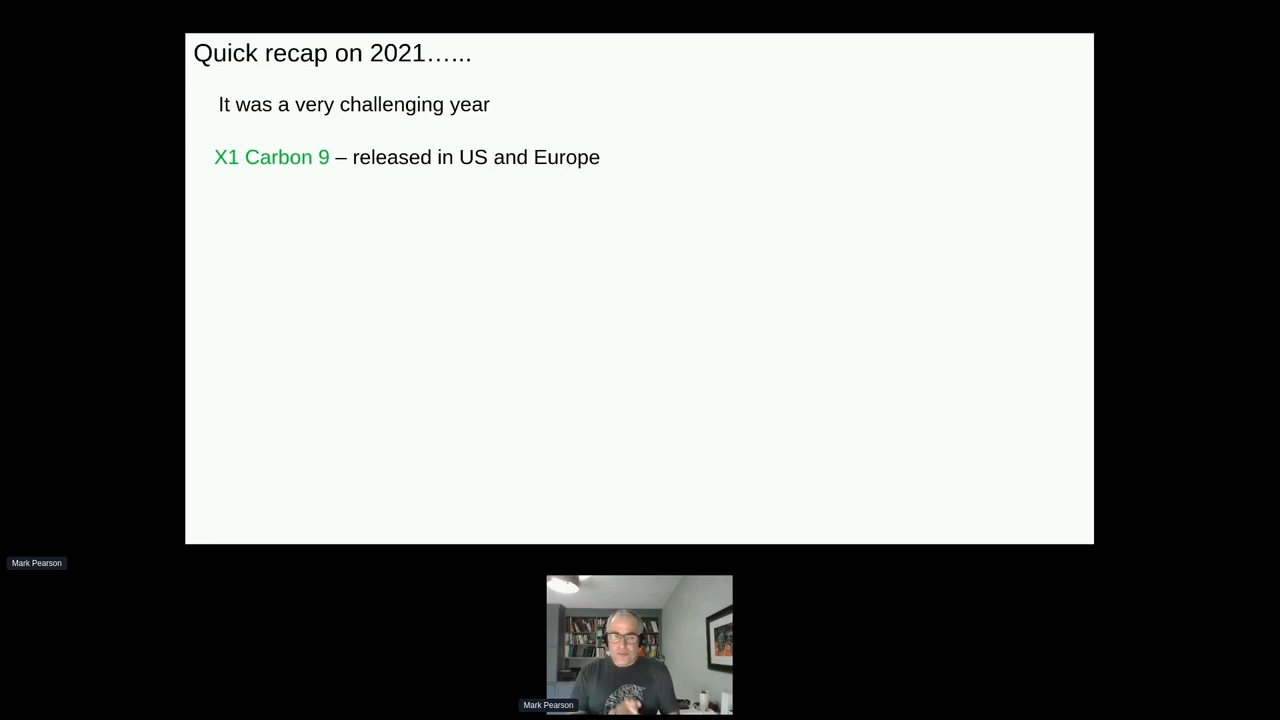 Quick recap on 2021…...
It was a very challenging year
X1 Carbon 9 – released in US and Europe
Mark Pearson
Mark Pearson